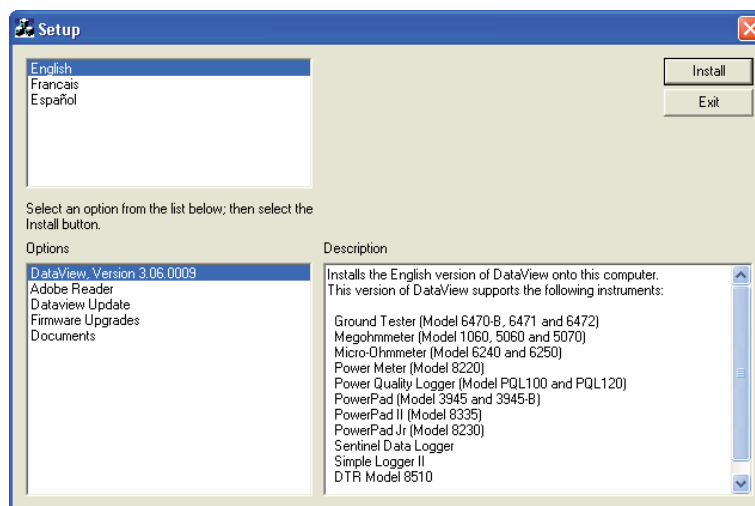 Setup
English
Francais
Español
Install
Exit
Select an option from the list below; then select the
Install button.
Options
DataView, Version 3.06.0009
Adobe Reader
Dataview Update
Firmware Upgrades
Documents
Description
Installs the English version of DataView onto this computer.
This version of DataView supports the following instruments:
Ground Tester (Model 6470-B, 6471 and 6472)
Megohmmeter (Model 1060, 5060 and 5070)
Micro-Ohmmeter (Model 6240 and 6250)
Power Meter (Model 8220)
Power Quality Logger (Model PQL100 and PQL120)
PowerPad (Model 3945 and 3945-B)
PowerPad II (Model 8335)
PowerPad Jr (Model 8230)
Sentinel Data Logger
Simple Logger II
DTR Model 8510